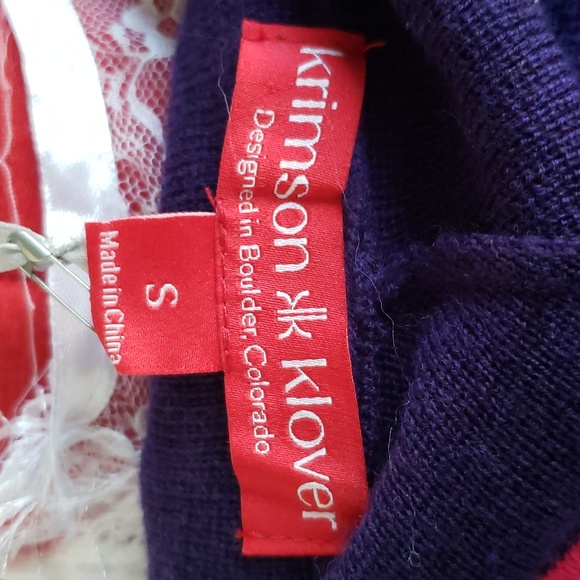 krimson klover
Designed in Boulder, Colorado
S
Made in China